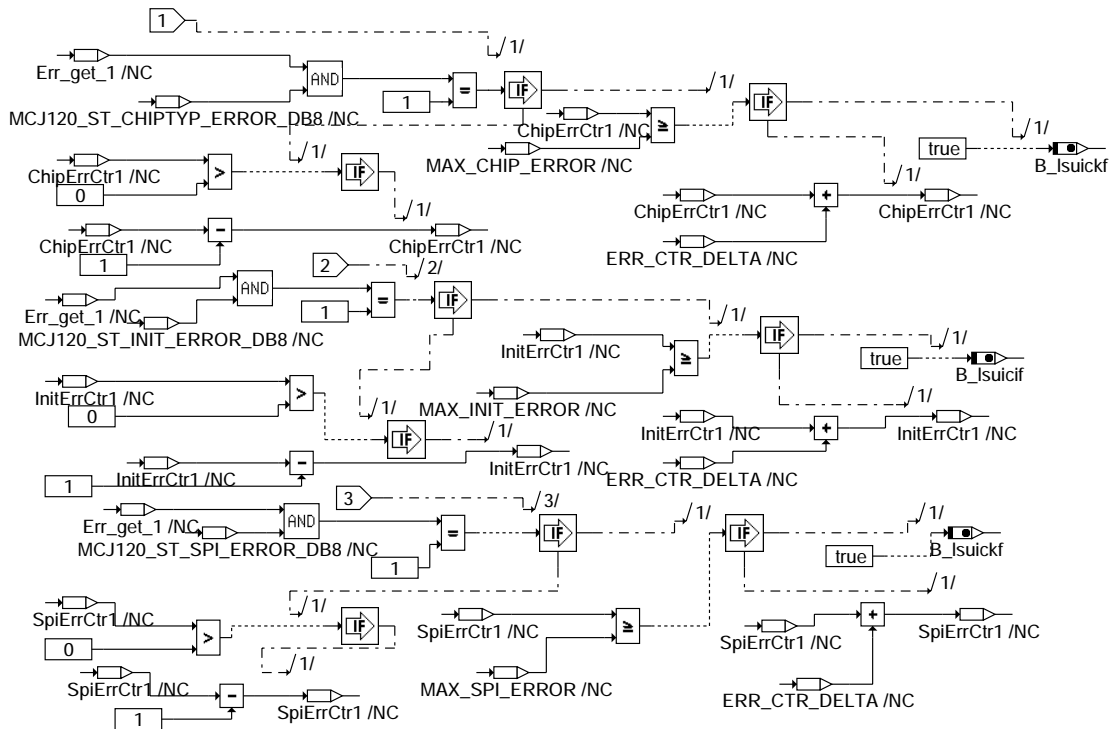 1
1/
Err_get_1 /NC
AND
1/
1/
=
IF
IF
1
MCJ120_ST_CHIPTYP_ERROR_DB8 /NC
ChipErrCtr1 /NC
≥
1/
true
B_lsuickf
MAX_CHIP_ERROR /NC
1/
ChipErrCtr1 /NC
>
IF
0
1/
1/
ChipErrCtr1 /NC
+
ChipErrCtr1 /NC
ChipErrCtr1 /NC
-
ChipErrCtr1 /NC
1
ERR_CTR_DELTA /NC
2
2/
AND
IF
Err_get_1 /NC
=
1
MCJ120_ST_INIT_ERROR_DB8 /NC
1/
InitErrCtr1 /NC
≥
IF
1/
true
B_lsuicif
InitErrCtr1 /NC
>
0
MAX_INIT_ERROR /NC
1/
1/
IF
1/
InitErrCtr1 /NC
+
InitErrCtr1 /NC
InitErrCtr1 /NC
-
InitErrCtr1 /NC
1
ERR_CTR_DELTA /NC
3
3/
Err_get_1 /NC
AND
=
IF
1/
IF
1/
MCJ120_ST_SPI_ERROR_DB8 /NC
1
true
B_lsuickf
1/
1/
SpiErrCtr1 /NC
>
IF
0
SpiErrCtr1 /NC
≥
SpiErrCtr1 /NC
+
SpiErrCtr1 /NC
1/
MAX_SPI_ERROR /NC
SpiErrCtr1 /NC
-
SpiErrCtr1 /NC
1
ERR_CTR_DELTA /NC